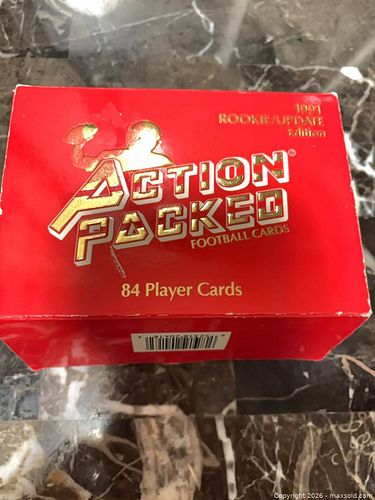 1991
ROOKIE/UPDATE
Edition
ACTION®
PACKED
FOOTBALL CARDS
84 Player Cards
Copyright 2026 - maxsold.com